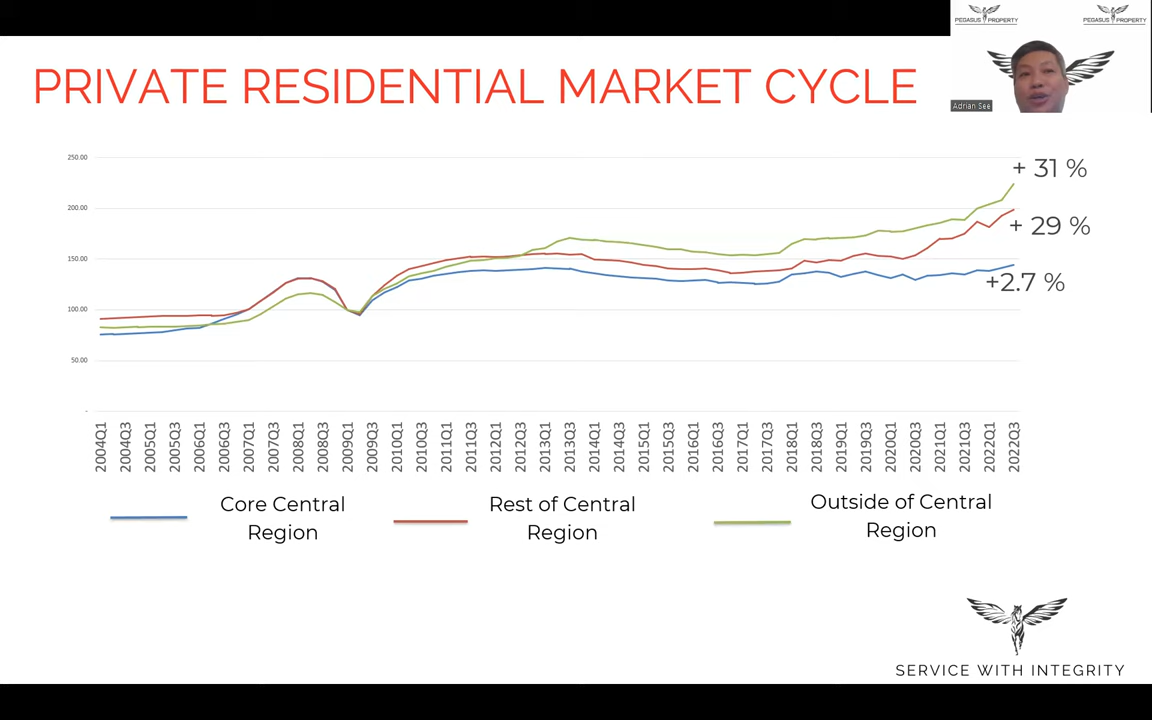 PEGASUS PROPERTY
PEGASUS PROPERTY
PRIVATE RESIDENTIAL MARKET CYCLE
Adrian See
250.00
200.00
150.00
100.00
50.00
-
+ 31 %
+ 29 %
+2.7 %
2004Q1
2004Q3
2005Q1
2005Q3
2006Q1
2006Q3
2007Q1
2007Q3
2008Q1
2008Q3
2009Q1
2009Q3
2010Q1
2010Q3
2011Q1
2011Q3
2012Q1
2012Q3
2013Q1
2013Q3
2014Q1
2014Q3
2015Q1
2015Q3
2016Q1
2016Q3
2017Q1
2017Q3
2018Q1
2018Q3
2019Q1
2019Q3
2020Q1
2020Q3
2021Q1
2021Q3
2022Q1
2022Q3
Core Central
Region
Rest of Central
Region
Outside of Central
Region
SERVICE WITH INTEGRITY